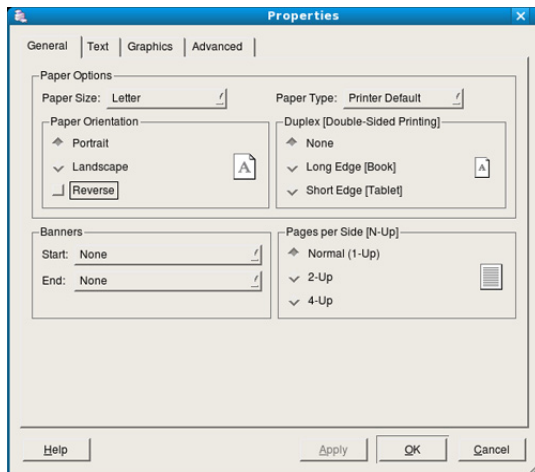 Properties
General Text Graphics Advanced
Paper Options
Paper Size: Letter
Paper Type: Printer Default
Paper Orientation
Portrait
Landscape
Reverse
A
Duplex [Double-Sided Printing]
None
Long Edge [Book]
Short Edge [Tablet]
A
Banners
Start: None
End: None
Pages per Side [N-Up]
Normal (1-Up)
2-Up
4-Up
Help Apply OK Cancel